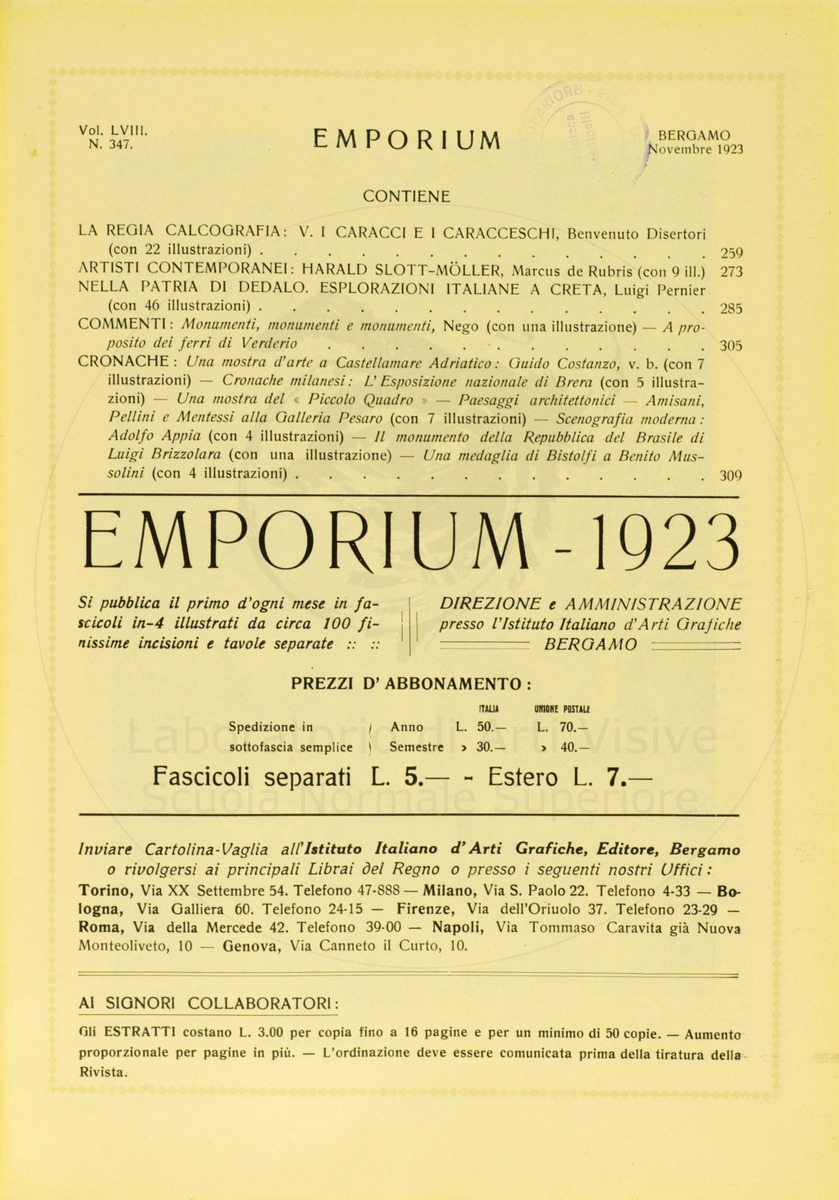 Vol. LVIII.
N. 347.
EMPORIUM
BERGAMO
Novembre 1923
CONTIENE
LA REGIA CALCOGRAFIA: V. I CARACCI E I CARACCESCHI, Benvenuto Disertori
(con 22 illustrazioni) . . . . . . . . . . . . . 259
ARTISTI CONTEMPORANEI: HARALD SLOTT-MÖLLER, Marcus de Rubris (con 9 ill.) 273
NELLA PATRIA DI DEDALO. ESPLORAZIONI ITALIANE A CRETA, Luigi Pernier
(con 46 illustrazioni) . . . . . . . . . . . . . 285
COMMENTI: Monumenti, monumenti e monumenti, Nego (con una illustrazione) — A pro-
posito dei ferri di Verderio . . . . . . . . . . . 305
CRONACHE : Una mostra d'arte a Castellamare Adriatico: Guido Costanzo, v. b. (con 7
illustrazioni) — Cronache milanesi: L'Esposizione nazionale di Brera (con 5 illustra-
zioni) — Una mostra del « Piccolo Quadro » — Paesaggi architettonici — Amisani,
Pellini e Mentessi alla Galleria Pesaro (con 7 illustrazioni) — Scenografia moderna:
Adolfo Appia (con 4 illustrazioni) — Il monumento della Repubblica del Brasile di
Luigi Brizzolara (con una illustrazione) — Una medaglia di Bistolfi a Benito Mus-
solini (con 4 illustrazioni) . . . . . . . . . . . . 309
EMPORIUM - 1923
Si pubblica il primo d'ogni mese in fa-
scicoli in-4 illustrati da circa 100 fi-
nissime incisioni e tavole separate :: ::
DIREZIONE e AMMINISTRAZIONE
presso l'Istituto Italiano d'Arti Grafiche
BERGAMO
PREZZI D'ABBONAMENTO :
ITALIA UNIONE POSTALE
Spedizione in Anno L. 50.— L. 70.—
sottofascia semplice Semestre » 30.— » 40.—
Fascicoli separati L. 5.— - Estero L. 7.—
Laboratorio di Arti Visive
Scuola Normale Superiore
Inviare Cartolina-Vaglia all'Istituto Italiano d'Arti Grafiche, Editore, Bergamo
o rivolgersi ai principali Librai del Regno o presso i seguenti nostri Uffici:
Torino, Via XX Settembre 54. Telefono 47-888 — Milano, Via S. Paolo 22. Telefono 4-33 — Bo-
logna, Via Galliera 60. Telefono 24-15 — Firenze, Via dell'Oriuolo 37. Telefono 23-29 —
Roma, Via della Mercede 42. Telefono 39-00 — Napoli, Via Tommaso Caravita già Nuova
Monteoliveto, 10 — Genova, Via Canneto il Curto, 10.
AI SIGNORI COLLABORATORI:
Gli ESTRATTI costano L. 3.00 per copia fino a 16 pagine e per un minimo di 50 copie. — Aumento
proporzionale per pagine in più. — L'ordinazione deve essere comunicata prima della tiratura della
Rivista.